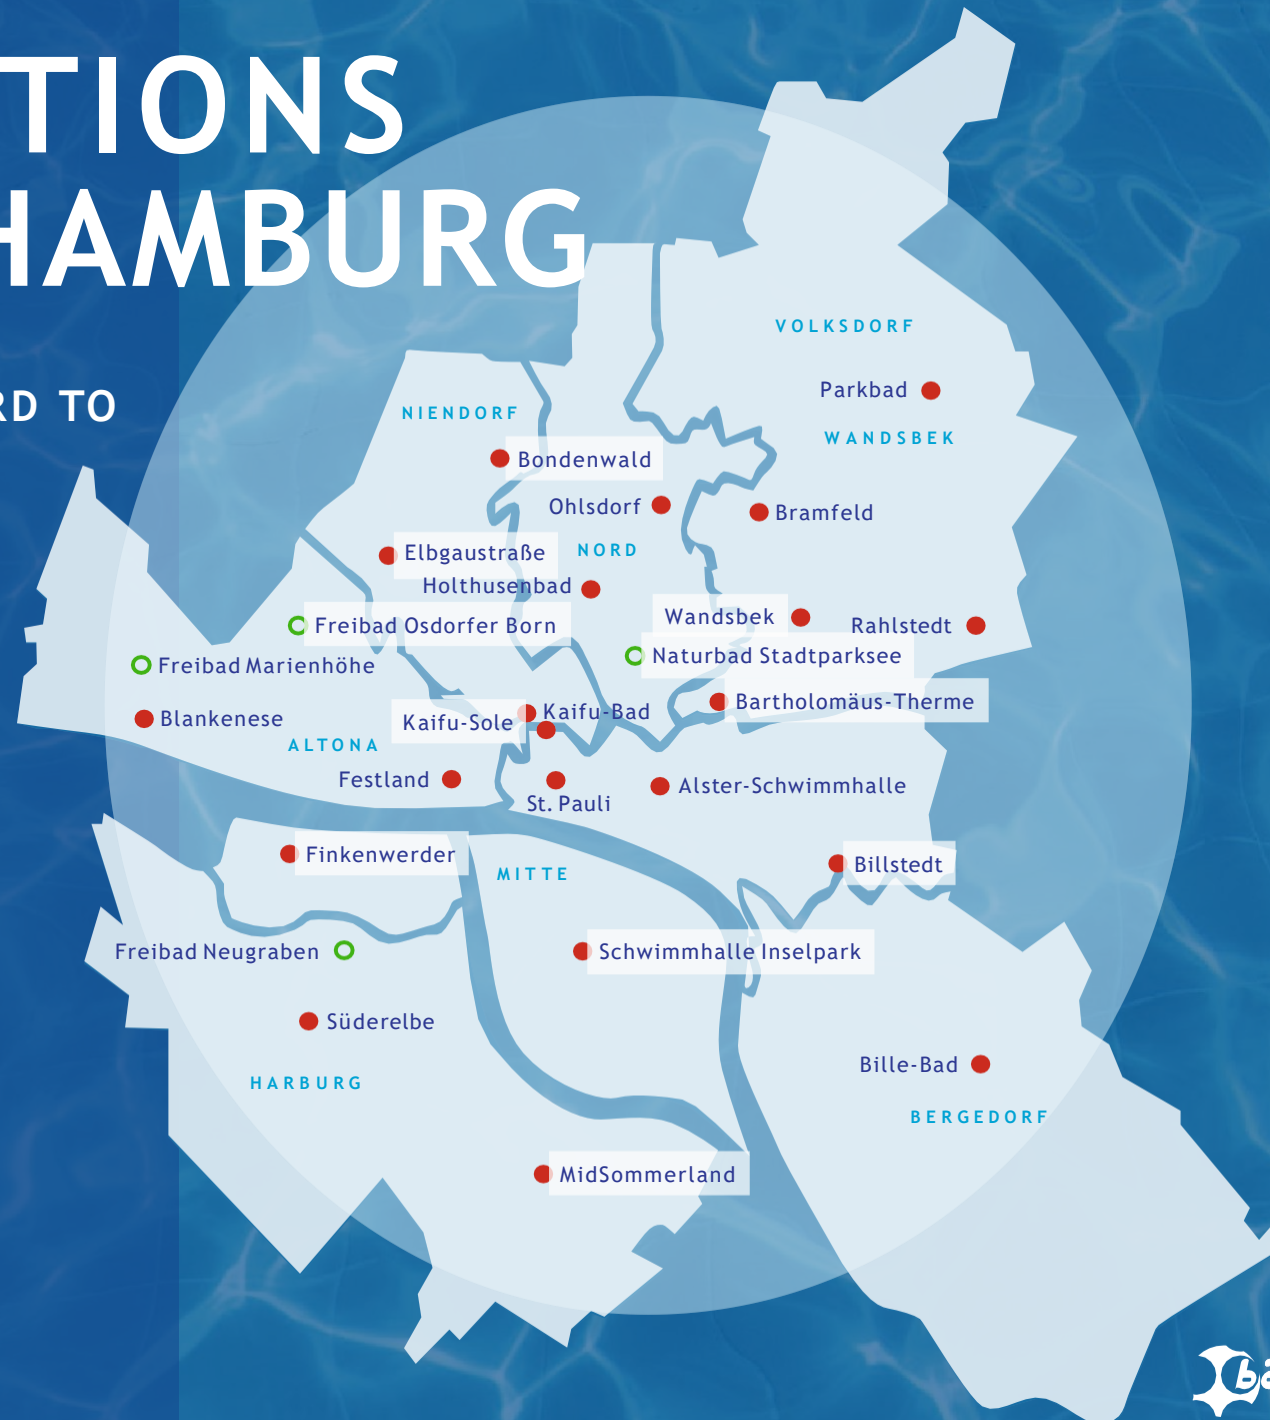 TIONS
HAMBURG
RD TO
VOLKSDORF
Parkbad
NIENDORF
WANDSBEK
Bondenwald
Ohlsdorf
Bramfeld
Elbgaustraße
NORD
Holthusenbad
Wandsbek
Freibad Osdorfer Born
Rahlstedt
Naturbad Stadtparksee
Freibad Marienhöhe
Bartholomäus-Therme
Kaifu-Bad
Kaifu-Sole
Blankenese
ALTONA
Festland
Alster-Schwimmhalle
St. Pauli
Finkenwerder
Billstedt
MITTE
Freibad Neugraben
Schwimmhalle Inselpark
Süderelbe
Bille-Bad
HARBURG
BERGEDORF
MidSommerland